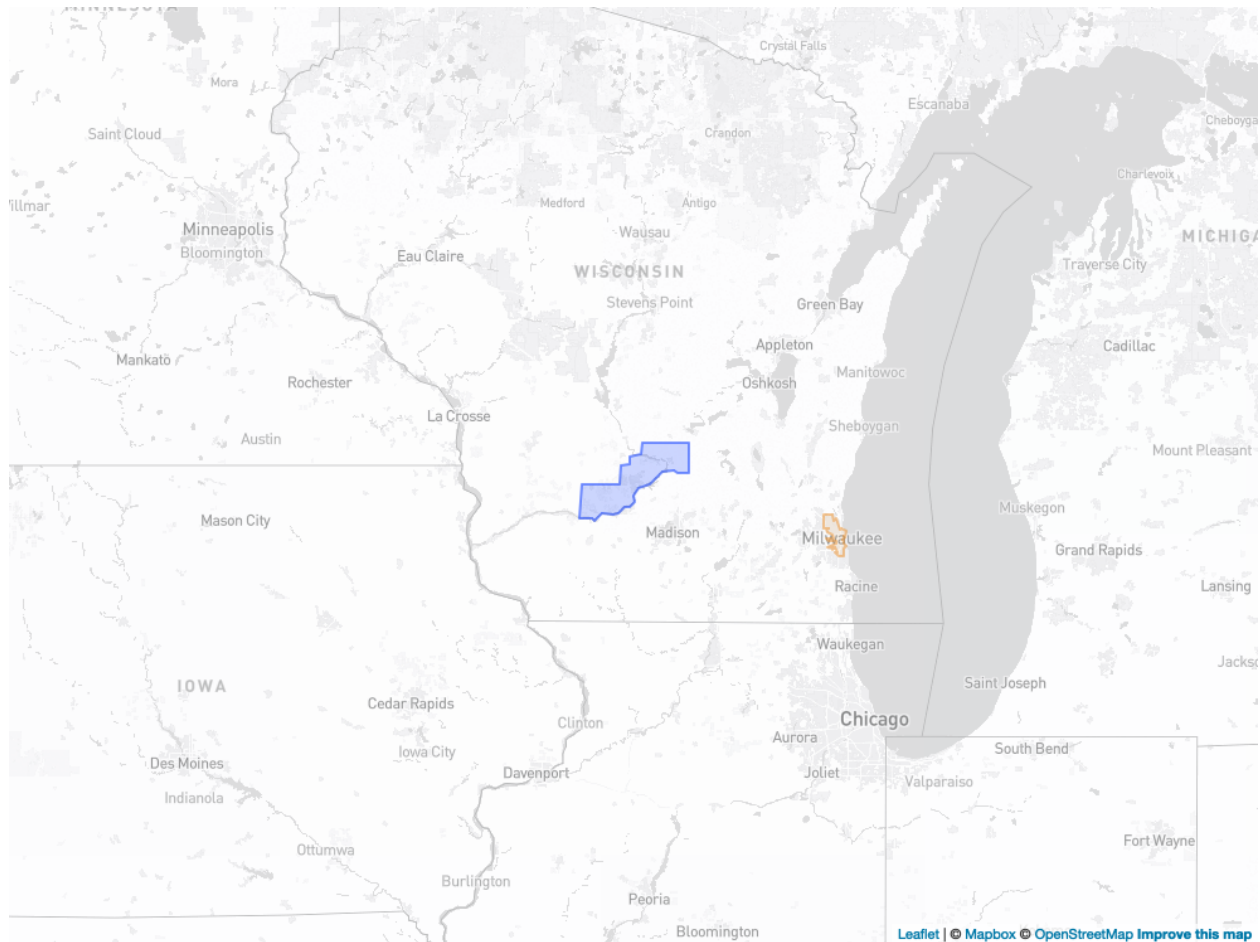 MINNESOTA
Crystal Falls
Mora
Escanaba
Cheboyga
Saint Cloud
Crandon
Charlevoix
Willmar
Medford
Antigo
Minneapolis
Wausau
MICHIGA
Bloomington
Eau Claire
WISCONSIN
Traverse City
Stevens Point
Green Bay
Appleton
Cadillac
Mankato
Manitowoc
Rochester
Oshkosh
La Crosse
Sheboygan
Austin
Mount Pleasant
Muskegon
Mason City
Madison
Milwaukee
Grand Rapids
Racine
Lansing
Waukegan
Jacks
IOWA
Saint Joseph
Cedar Rapids
Chicago
Clinton
Aurora
Iowa City
South Bend
Des Moines
Davenport
Joliet
Valparaiso
Indianola
Fort Wayne
Ottumwa
Burlington
Peoria
Bloomington
Leaflet | © Mapbox © OpenStreetMap Improve this map